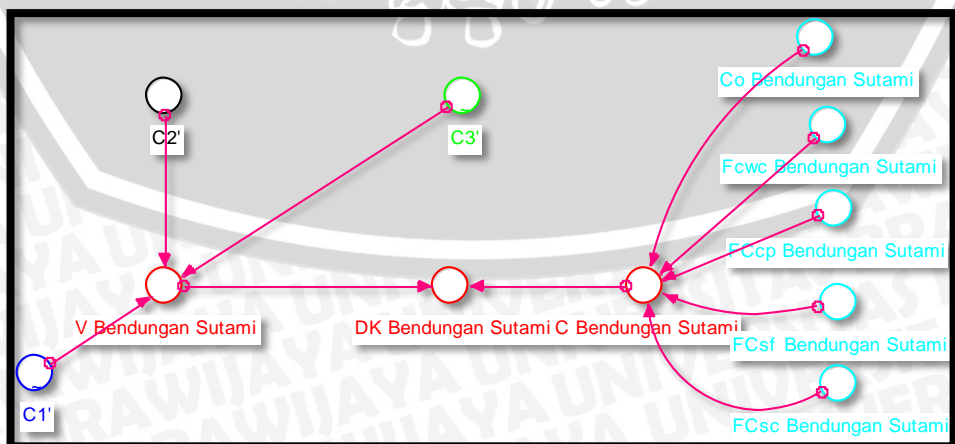 Co Bendungan Sutami
C2'
C3'
Fcwc Bendungan Sutami
FCcp Bendungan Sutami
V Bendungan Sutami
DK Bendungan Sutami
C Bendungan Sutami
FCsf Bendungan Sutami
C1'
FCsc Bendungan Sutami